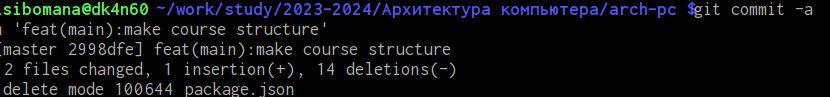 lsibomana@dk4n60 ~/work/study/2023-2024/Архитектура компьютера/arch-pc $git commit -a
m 'feat(main):make course structure'
[master 2998dfe] feat(main):make course structure
2 files changed, 1 insertion(+), 14 deletions(-)
delete mode 100644 package.json